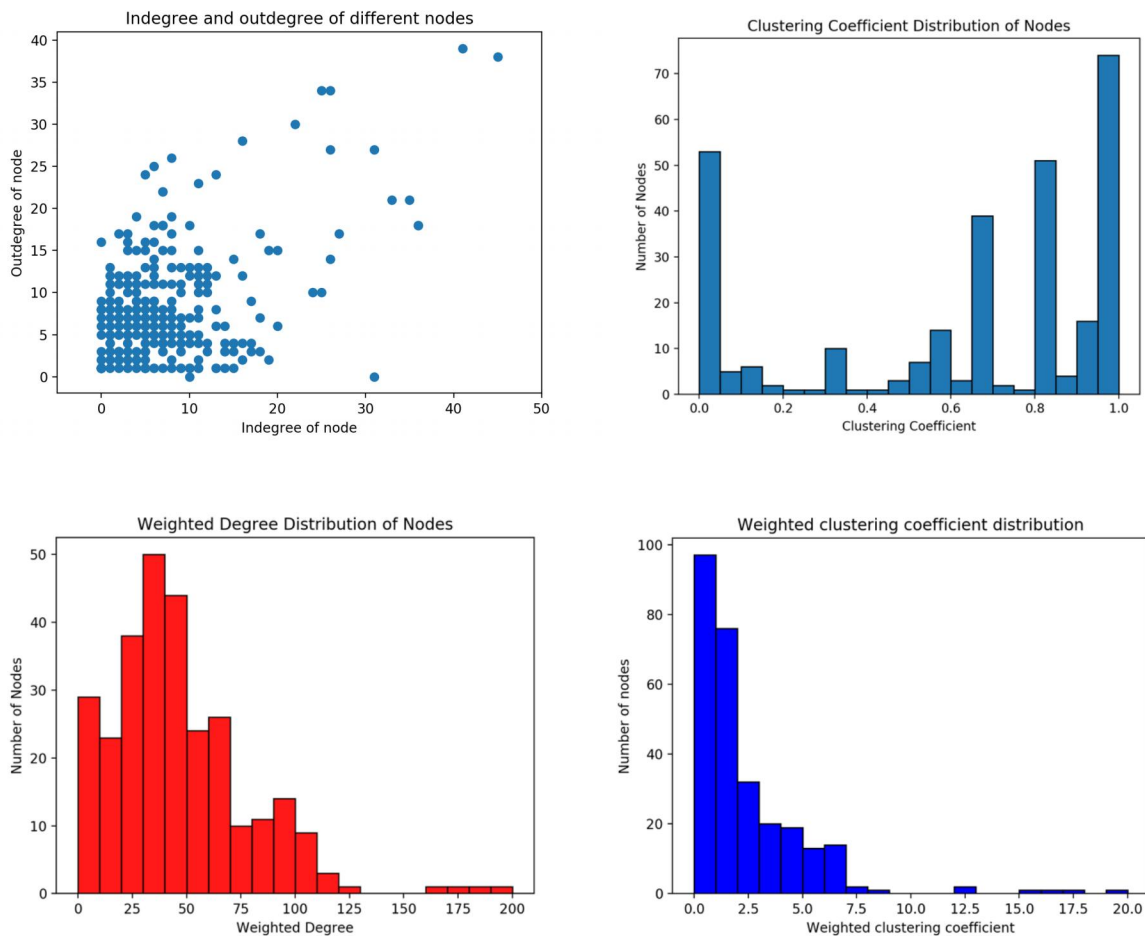 Indegree and outdegree of different nodes
40
35
30
25
20
15
10
5
0
Outdegree of node
0 10 20 30 40 50
Indegree of node
Clustering Coefficient Distribution of Nodes
70
60
50
40
30
20
10
0
Number of Nodes
0.0 0.2 0.4 0.6 0.8 1.0
Clustering Coefficient
Weighted Degree Distribution of Nodes
50
40
30
20
10
0
Number of Nodes
0 25 50 75 100 125 150 175 200
Weighted Degree
Weighted clustering coefficient distribution
100
80
60
40
20
0
Number of nodes
0.0 2.5 5.0 7.5 10.0 12.5 15.0 17.5 20.0
Weighted clustering coefficient